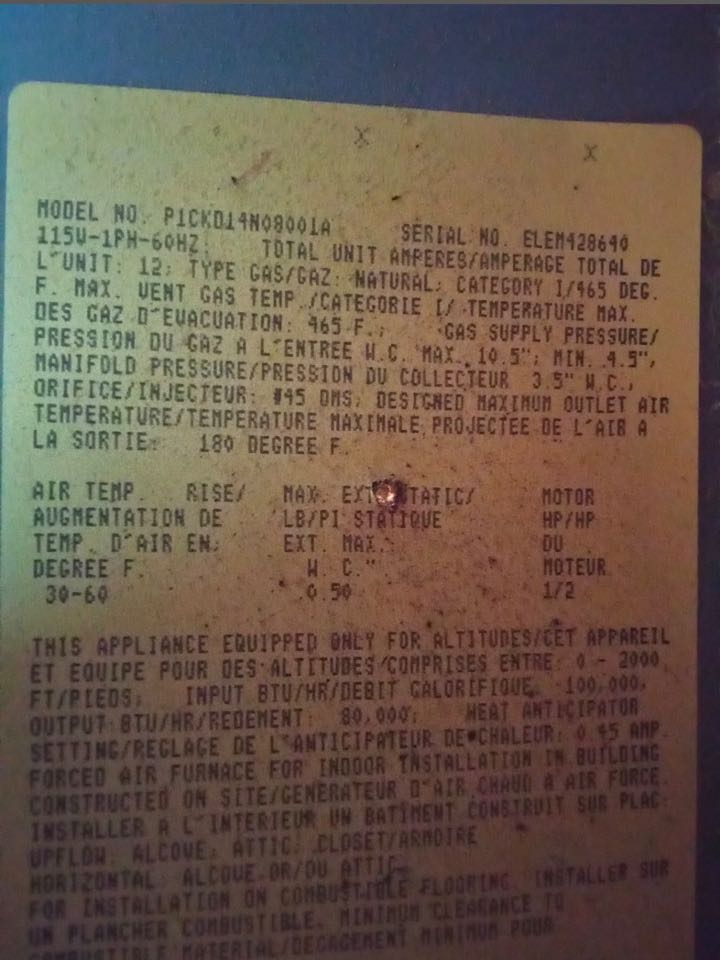 X X
MODEL NO. P1CKD14N08001A SERIAL NO. ELEM428640
115V-1PH-60HZ; TOTAL UNIT AMPERES/AMPERAGE TOTAL DE
L'UNIT: 12; TYPE GAS/GAZ: NATURAL; CATEGORY I/465 DEG.
F. MAX. VENT GAS TEMP./CATEGORIE I/ TEMPERATURE MAX.
DES GAZ D'EVACUATION: 465 F.; GAS SUPPLY PRESSURE/
PRESSION DU GAZ A L'ENTREE W.C. MAX. 10.5"; MIN. 4.5",
MANIFOLD PRESSURE/PRESSION DU COLLECTEUR 3.5" W.C.,
ORIFICE/INJECTEUR: #45 DMS; DESIGNED MAXIMUM OUTLET AIR
TEMPERATURE/TEMPERATURE MAXIMALE PROJECTEE DE L'AIR A
LA SORTIE: 180 DEGREE F.
AIR TEMP. RISE/ MAX. EXT. STATIC/ MOTOR
AUGMENTATION DE LB/PI STATIQUE HP/HP
TEMP. D'AIR EN: EXT. MAX. DU
DEGREE F. W. C." MOTEUR
30-60 0.50 1/2
THIS APPLIANCE EQUIPPED ONLY FOR ALTITUDES/CET APPAREIL
ET EQUIPE POUR DES ALTITUDES COMPRISES ENTRE: 0 - 2000
FT/PIEDS; INPUT BTU/HR/DEBIT CALORIFIQUE: 100,000;
OUTPUT BTU/HR/REDEMENT: 80,000; HEAT ANTICIPATOR
SETTING/REGLAGE DE L'ANTICIPATEUR DE CHALEUR: 0.45 AMP.
FORCED AIR FURNACE FOR INDOOR INSTALLATION IN BUILDING
CONSTRUCTED ON SITE/GENERATEUR D'AIR CHAUD A AIR FORCE.
INSTALLER A L'INTERIEUR UN BATIMENT CONSTRUIT SUR PLAC
UPFLOW: ALCOVE; ATTIC; CLOSET/ARMOIRE
HORIZONTAL: ALCOVE OR/OU ATTIC
FOR INSTALLATION ON COMBUSTIBLE FLOORING. INSTALLER SUR
UN PLANCHER COMBUSTIBLE. MINIMUM CLEARANCE TO
COMBUSTIBLE MATERIAL/DEGAGEMENT MINIMUM POUR